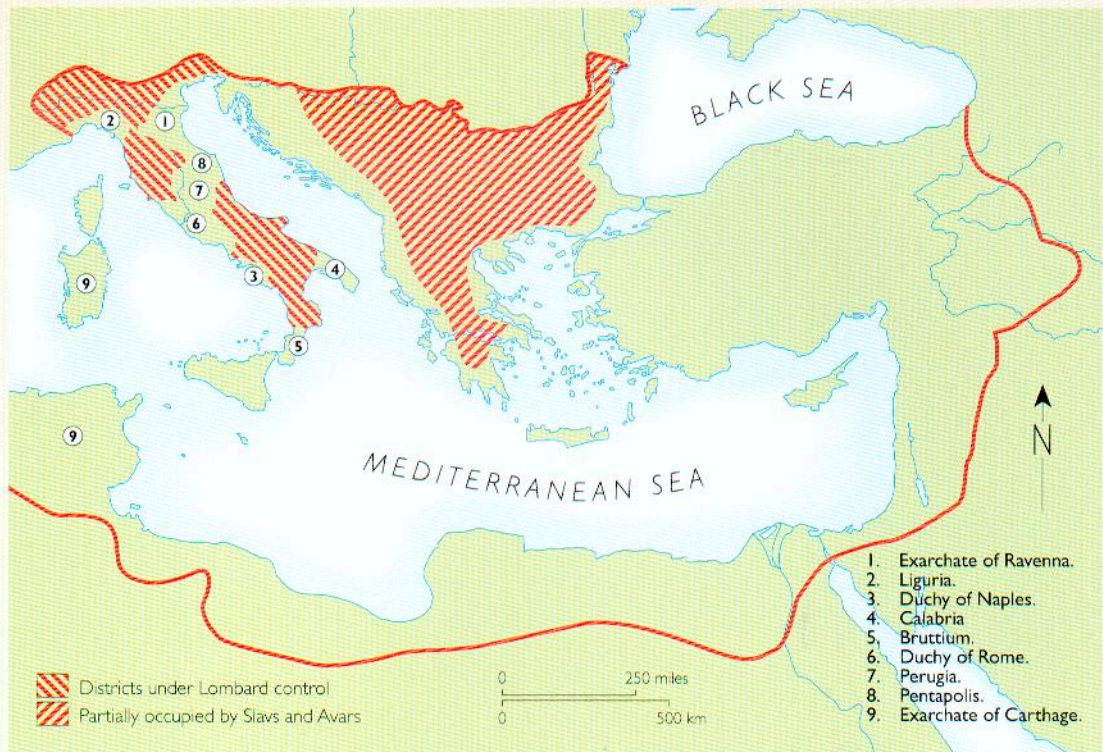 BLACK SEA
2
1
8
7
6
9
3
4
5
9
MEDITERRANEAN SEA
N
1. Exarchate of Ravenna.
2. Liguria.
3. Duchy of Naples.
4. Calabria
5. Bruttium.
6. Duchy of Rome.
7. Perugia.
8. Pentapolis.
9. Exarchate of Carthage.
Districts under Lombard control
Partially occupied by Slavs and Avars
0 250 miles
0 500 km